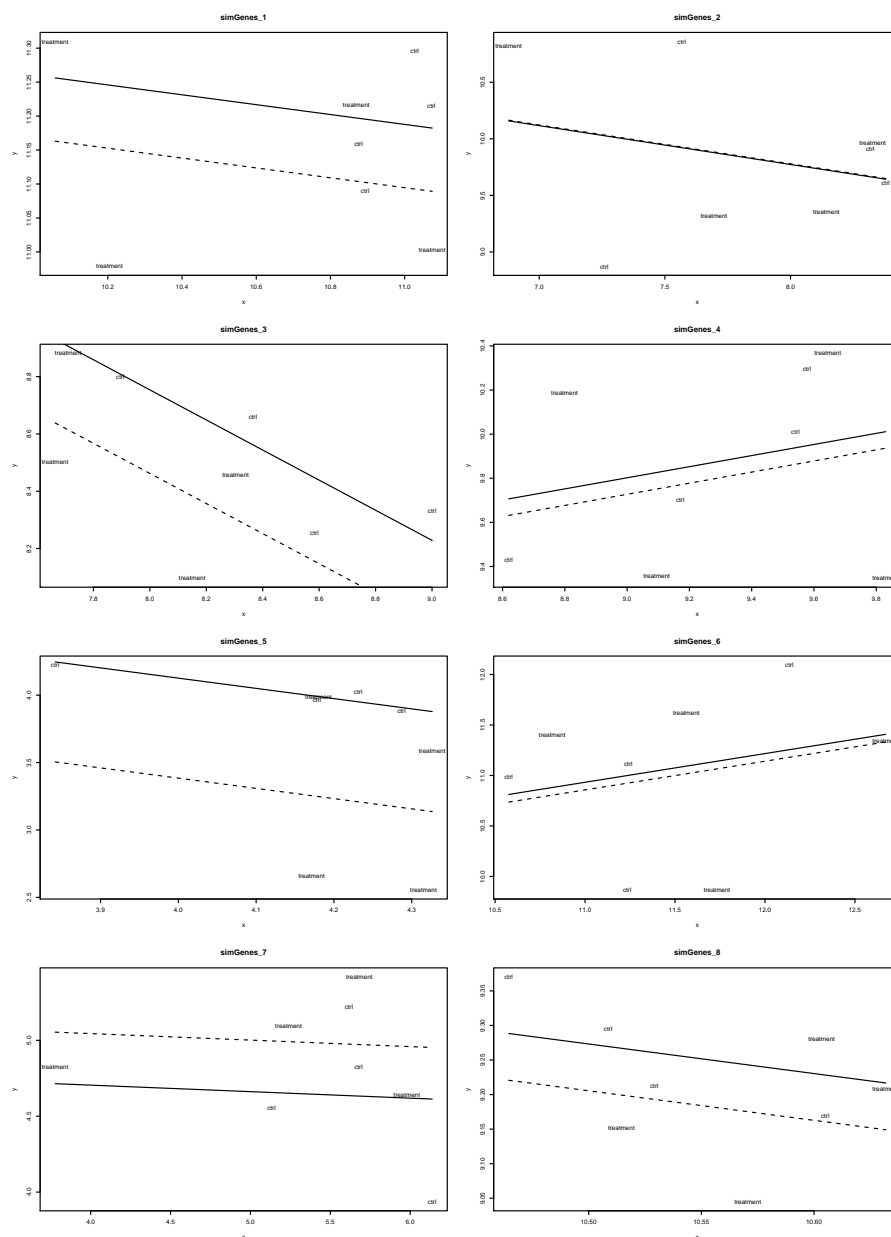 simGenes_1
treatment
ctrl
treatment
ctrl
ctrl
ctrl
treatment
treatment
y
11.00
11.05
11.10
11.15
11.20
11.25
11.30
10.2
10.4
10.6
10.8
11.0
x
simGenes_2
ctrl
treatment
treatment
ctrl
ctrl
treatment
treatment
ctrl
y
9.0
9.5
10.0
10.5
7.0
7.5
8.0
x
simGenes_3
treatment
ctrl
ctrl
treatment
treatment
ctrl
ctrl
treatment
y
8.2
8.4
8.6
8.8
7.8
8.0
8.2
8.4
8.6
8.8
9.0
x
simGenes_4
treatment
ctrl
treatment
ctrl
ctrl
ctrl
treatment
y
9.4
9.6
9.8
10.0
10.2
10.4
8.6
8.8
9.0
9.2
9.4
9.6
9.8
x
simGenes_5
ctrl
ctrl
treatment
ctrl
ctrl
treatment
treatment
treatment
y
2.5
3.0
3.5
4.0
3.9
4.0
4.1
4.2
4.3
x
simGenes_6
ctrl
treatment
treatment
ctrl
ctrl
ctrl
treatment
y
10.0
10.5
11.0
11.5
12.0
10.5
11.0
11.5
12.0
12.5
x
simGenes_7
treatment
ctrl
treatment
treatment
ctrl
treatment
ctrl
ctrl
y
4.0
4.5
5.0
4.0
4.5
5.0
5.5
6.0
simGenes_8
ctrl
ctrl
treatment
ctrl
ctrl
treatment
treatment
y
9.05
9.10
9.15
9.20
9.25
9.30
9.35
10.50
10.55
10.60